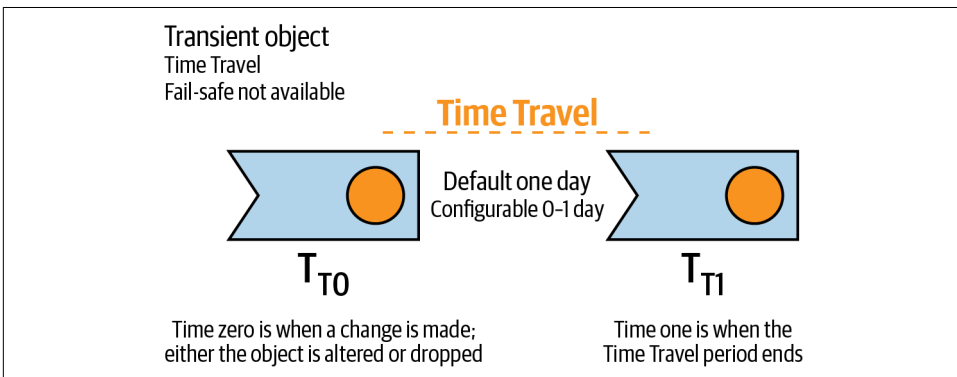 Transient object
Time Travel
Fail-safe not available
Time Travel
Default one day
Configurable 0–1 day
TT0
TT1
Time zero is when a change is made;
either the object is altered or dropped
Time one is when the
Time Travel period ends